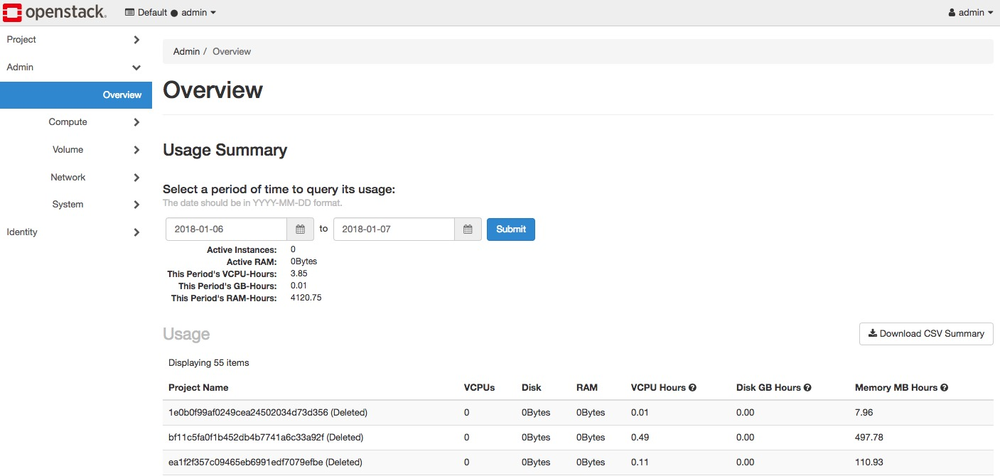 openstack.
Default ● admin
admin
Project
Admin
Overview
Compute
Volume
Network
System
Identity
Admin / Overview
Overview
Usage Summary
Select a period of time to query its usage:
The date should be in YYYY-MM-DD format.
2018-01-06 to 2018-01-07 Submit
Active Instances: 0
Active RAM: 0Bytes
This Period's VCPU-Hours: 3.85
This Period's GB-Hours: 0.01
This Period's RAM-Hours: 4120.75
Usage
Download CSV Summary
Displaying 55 items
Project Name VCPUs Disk RAM VCPU Hours Disk GB Hours Memory MB Hours
1e0b0f99af0249cea24502034d73d356 (Deleted) 0 0Bytes 0Bytes 0.01 0.00 7.96
bf11c5fa0f1b452db4b7741a6c33a92f (Deleted) 0 0Bytes 0Bytes 0.49 0.00 497.78
ea1f2f357c09465eb6991edf7079efbe (Deleted) 0 0Bytes 0Bytes 0.11 0.00 110.93